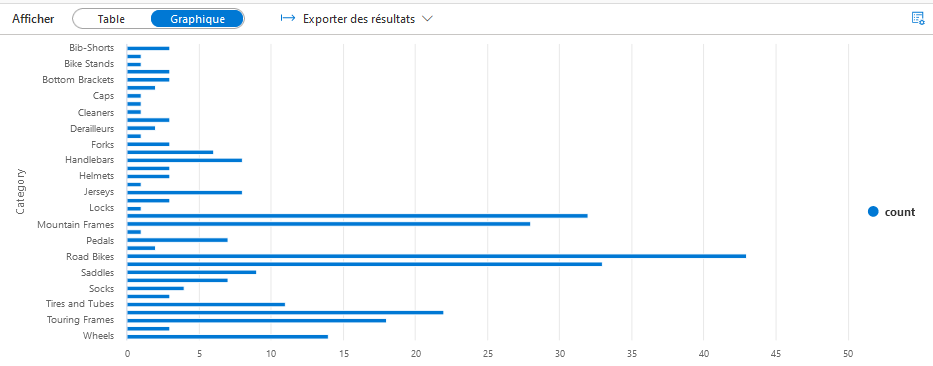 Afficher Table Graphique Exporter des résultats
Bib-Shorts
Bike Stands
Bottom Brackets
Caps
Cleaners
Derailleurs
Forks
Handlebars
Helmets
Jerseys
Locks
Mountain Frames
Pedals
Road Bikes
Saddles
Socks
Tires and Tubes
Touring Frames
Wheels
Category
0 5 10 15 20 25 30 35 40 45 50
count